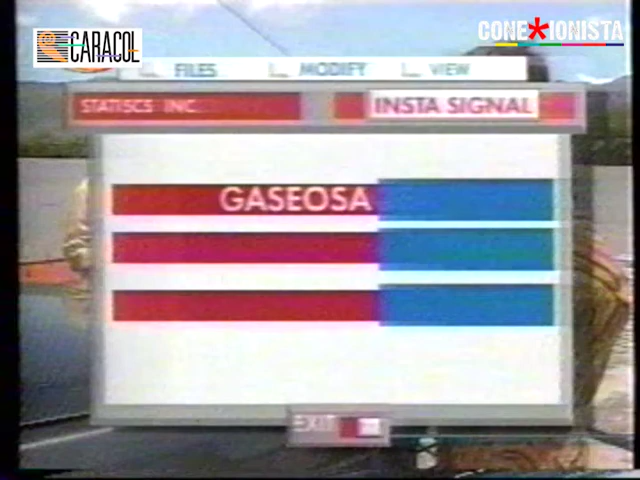 CARACOL
CONE*IONISTA
FILES MODIFY VIEW
STATISCS INC. INSTA SIGNAL
GASEOSA
EXIT